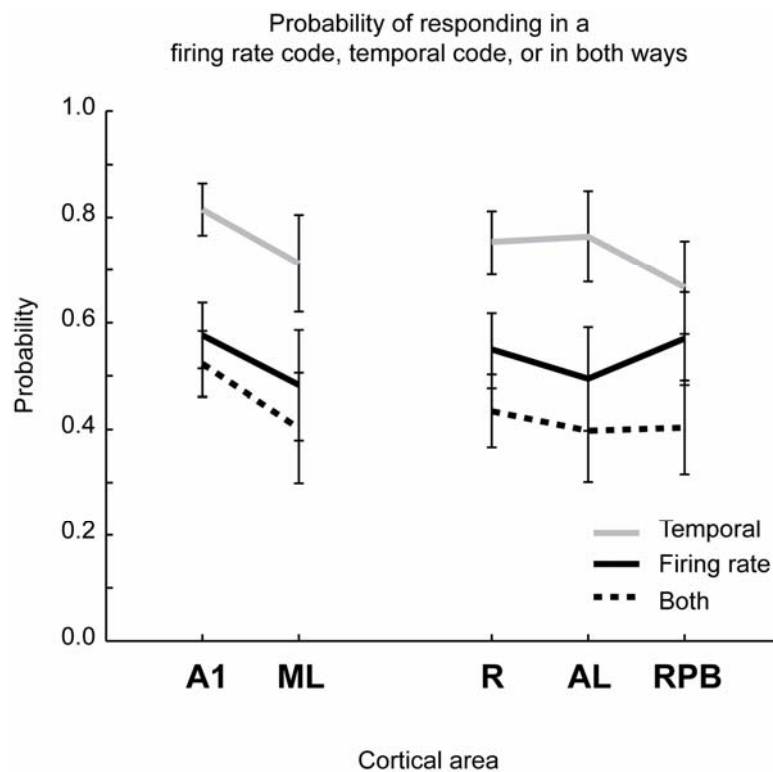 Probability of responding in a
firing rate code, temporal code, or in both ways
1.0
0.8
0.6
0.4
0.2
0.0
Probability
Temporal
Firing rate
Both
A1 ML R AL RPB
Cortical area